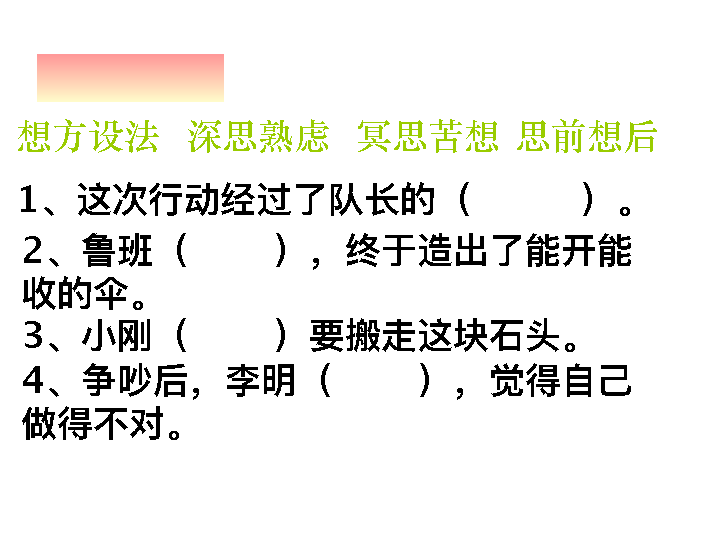 想方设法 深思熟虑 冥思苦想 思前想后
1、这次行动经过了队长的（ ）。
2、鲁班（ ），终于造出了能开能
收的伞。
3、小刚（ ）要搬走这块石头。
4、争吵后，李明（ ），觉得自己
做得不对。